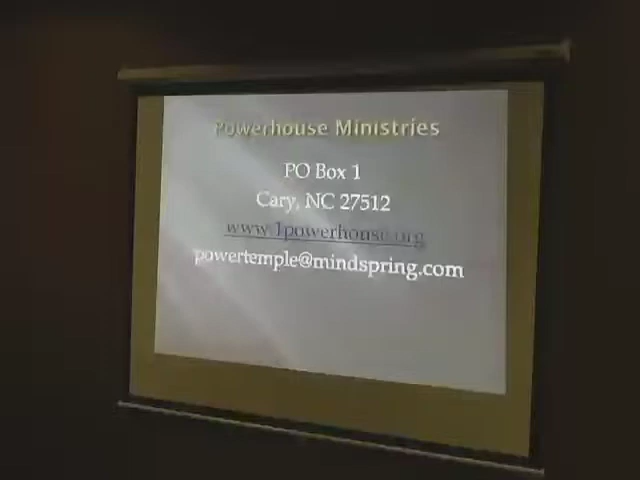 Powerhouse Ministries
PO Box 1
Cary, NC 27512
www.1powerhouse.org
powertemple@mindspring.com